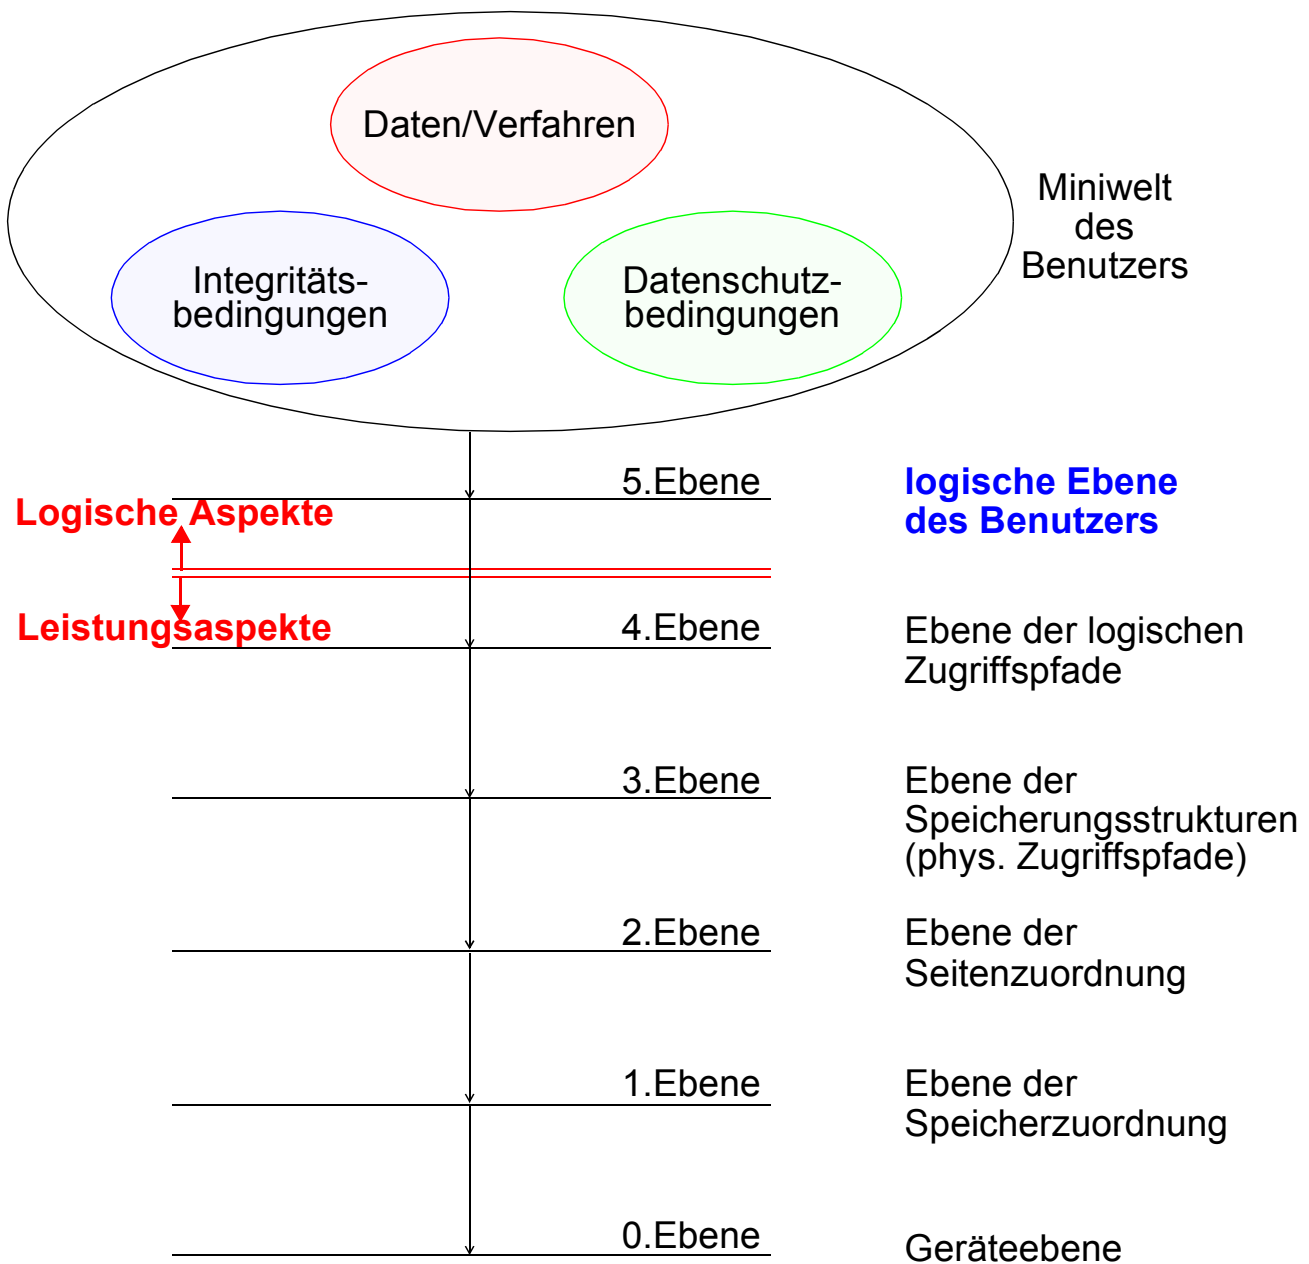 Daten/Verfahren
Miniwelt
des
Benutzers
Integritäts-
bedingungen
Datenschutz-
bedingungen
5.Ebene
logische Ebene
des Benutzers
Logische Aspekte
Leistungsaspekte
4.Ebene
Ebene der logischen
Zugriffspfade
3.Ebene
Ebene der
Speicherungsstrukturen
(phys. Zugriffspfade)
2.Ebene
Ebene der
Seitenzuordnung
1.Ebene
Ebene der
Speicherzuordnung
0.Ebene
Geräteebene